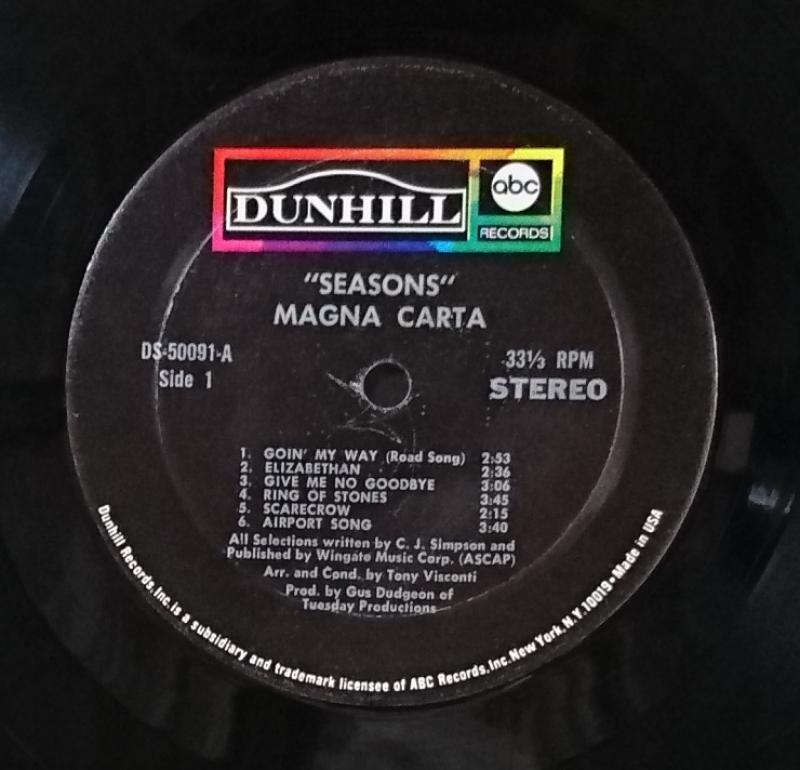 DUNHILL
abc
RECORDS
"SEASONS"
MAGNA CARTA
DS-50091-A
Side 1
33⅓ RPM
STEREO
1. GOIN' MY WAY (Road Song) 2:53
2. ELIZABETHAN 2:36
3. GIVE ME NO GOODBYE 3:06
4. RING OF STONES 3:45
5. SCARECROW 2:15
6. AIRPORT SONG 3:40
All Selections written by C. J. Simpson and
Published by Wingate Music Corp. (ASCAP)
Arr. and Cond. by Tony Visconti
Prod. by Gus Dudgeon of
Tuesday Productions
Dunhill Records, Inc. is a subsidiary and trademark licensee of ABC Records, Inc. New York, N.Y. 10019 • Made in USA